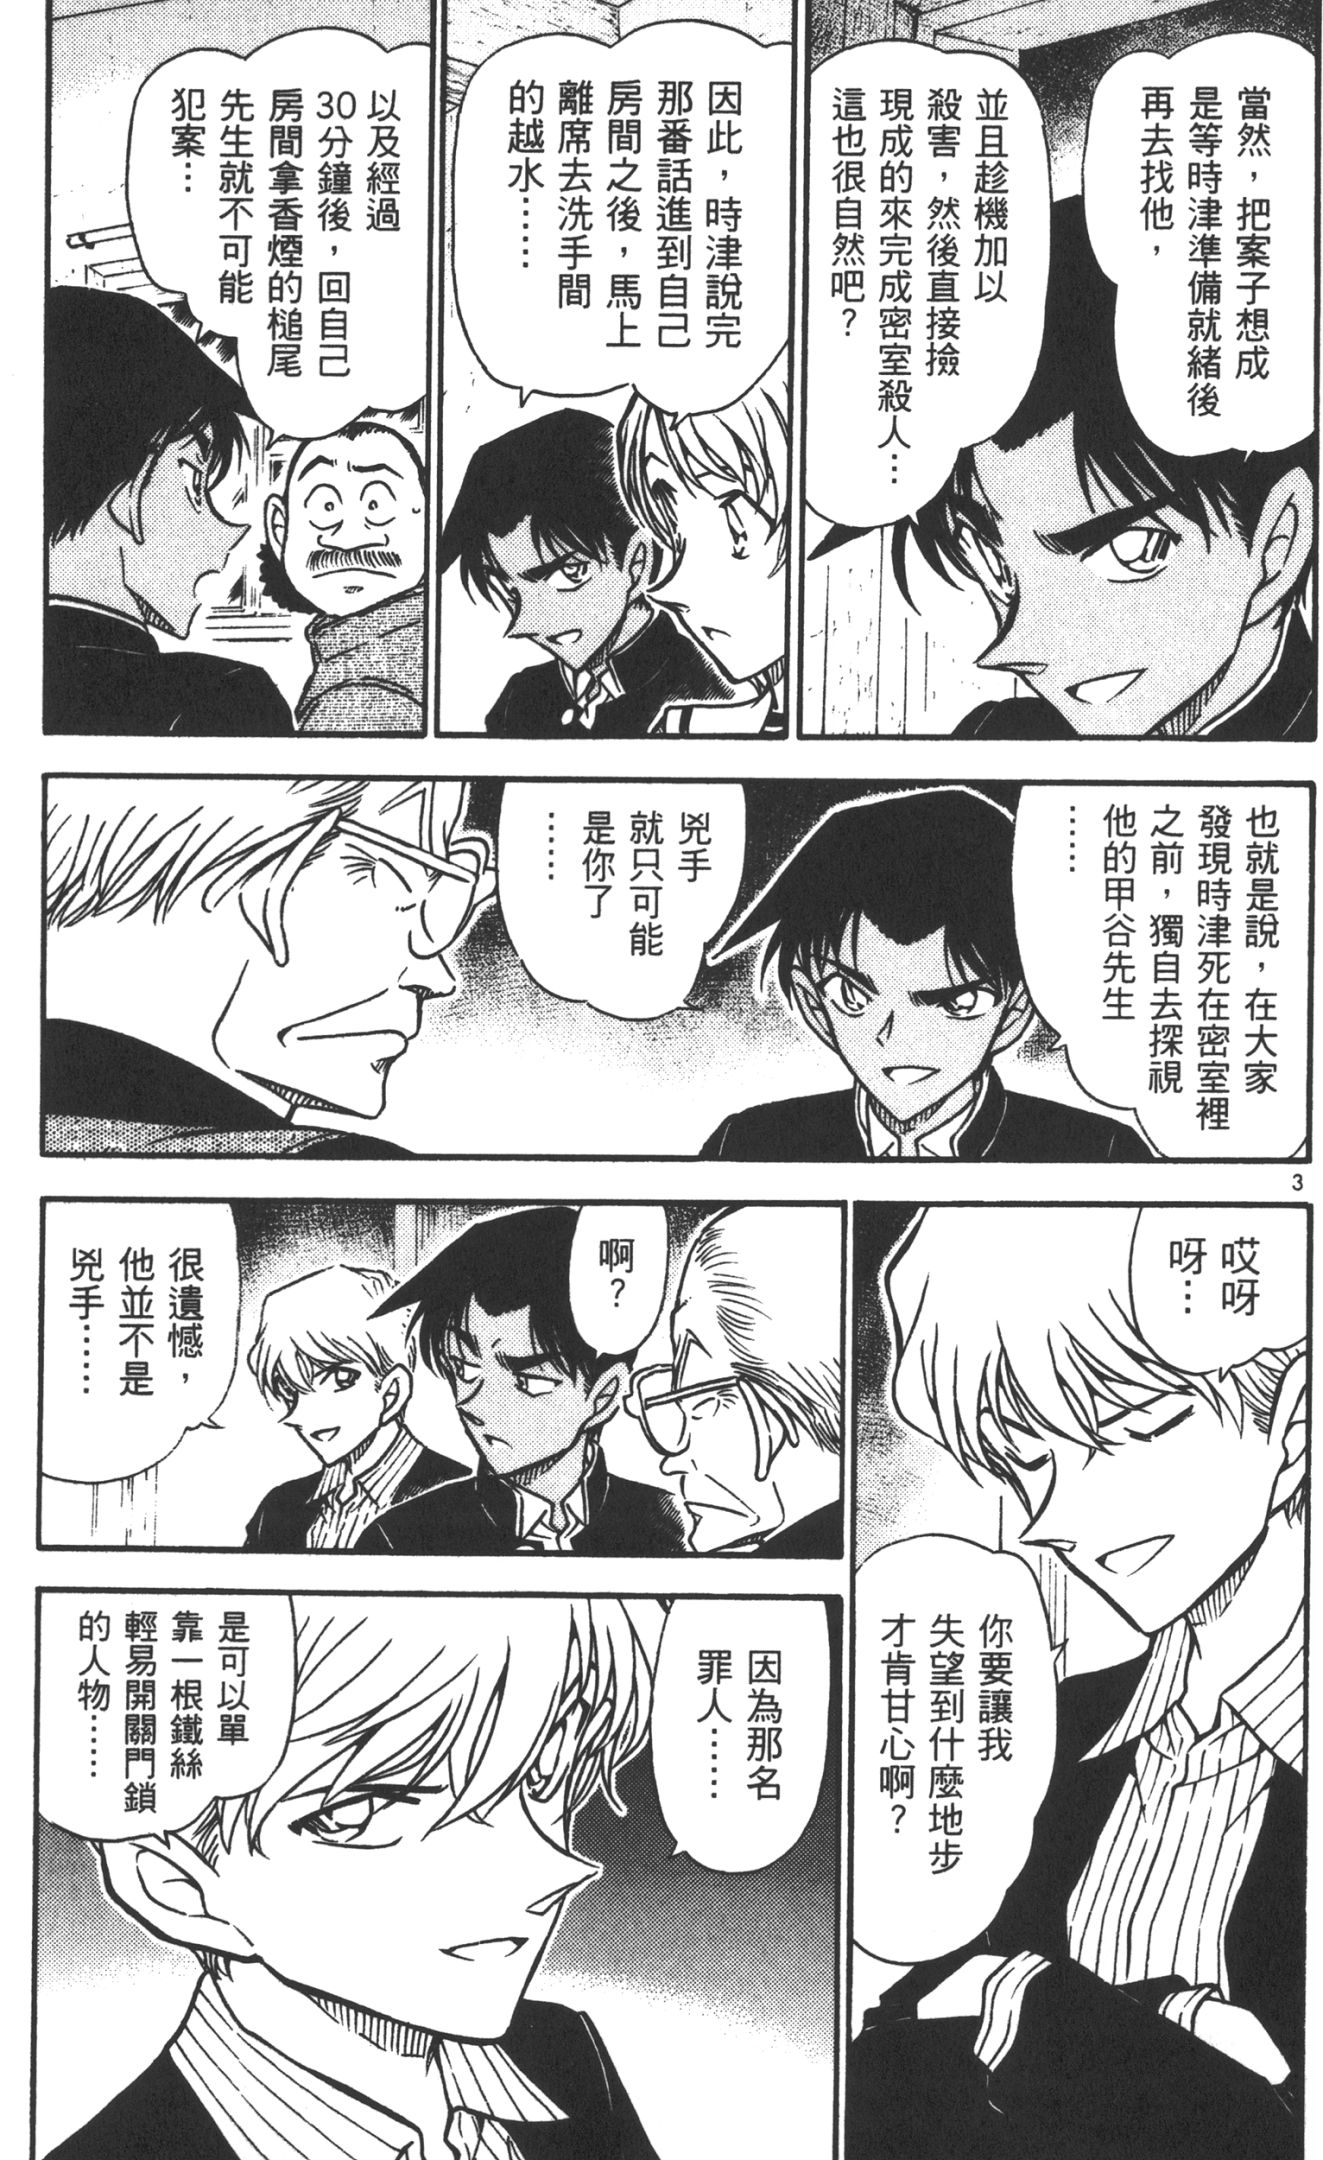 當然，把案子想成
是等時津準備就緒後
再去找他，
並且趁機加以
殺害，然後直接撿
現成的來完成密室殺人…
這也很自然吧？
因此，時津說完
那番話進到自己
房間之後，馬上
離席去洗手間
的越水……
以及經過
30分鐘後，回自己
房間拿香煙的槌尾
先生就不可能
犯案…
也就是說，在大家
發現時津死在密室裡
之前，獨自去探視
他的甲谷先生
……
兇手
就只可能
是你了
……
3
哎呀
呀…
你要讓我
失望到什麼地步
才肯甘心啊？
啊？
很遺憾，
他並不是
兇手……
因為那名
罪人……
是可以單
靠一根鐵絲
輕易開關門鎖
的人物……